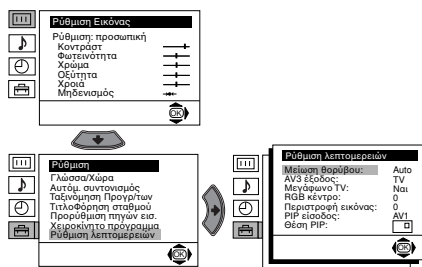 Ρύθμιση Εικόνας
Ρύθμιση: προσωπική
Κοντράστ
Φωτεινότητα
Χρώμα
Οξύτητα
Χροιά
Μηδενισμός
OK
Ρύθμιση
Γλώσσα/Χώρα
Αυτόμ. συντονισμός
Ταξινόμηση Προγρ/των
Τιτλοφόρηση σταθμού
Προρύθμιση πηγών εισ.
Χειροκίνητο πρόγραμμα
Ρύθμιση λεπτομερειών
OK
Ρύθμιση λεπτομερειών
Μείωση θορύβου: Auto
AV3 έξοδος: TV
Μεγάφωνο TV: Ναι
RGB κέντρο: 0
Περιστροφή εικόνας: 0
PIP είσοδος: AV1
Θέση PIP:
OK